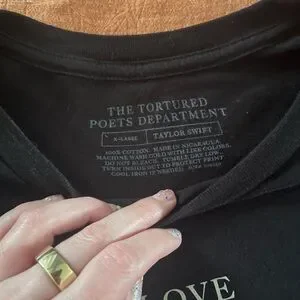 THE TORTURED
POETS DEPARTMENT
X-LARGE TAYLOR SWIFT
100% COTTON. MADE IN NICARAGUA.
MACHINE WARM COLD WITH LIKE COLORS.
DO NOT BLEACH. TUMBLE DRY LOW.
TURN INSIDE OUT TO PROTECT PRINT
COOL IRON IF NEEDED
LOVE